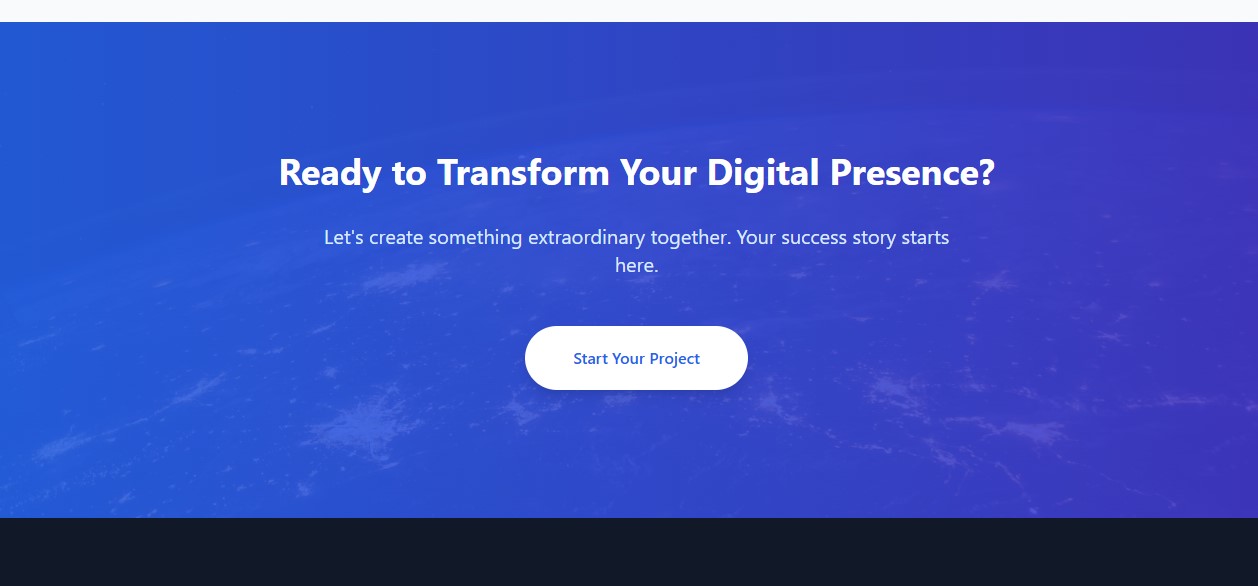 Ready to Transform Your Digital Presence?
Let's create something extraordinary together. Your success story starts
here.
Start Your Project